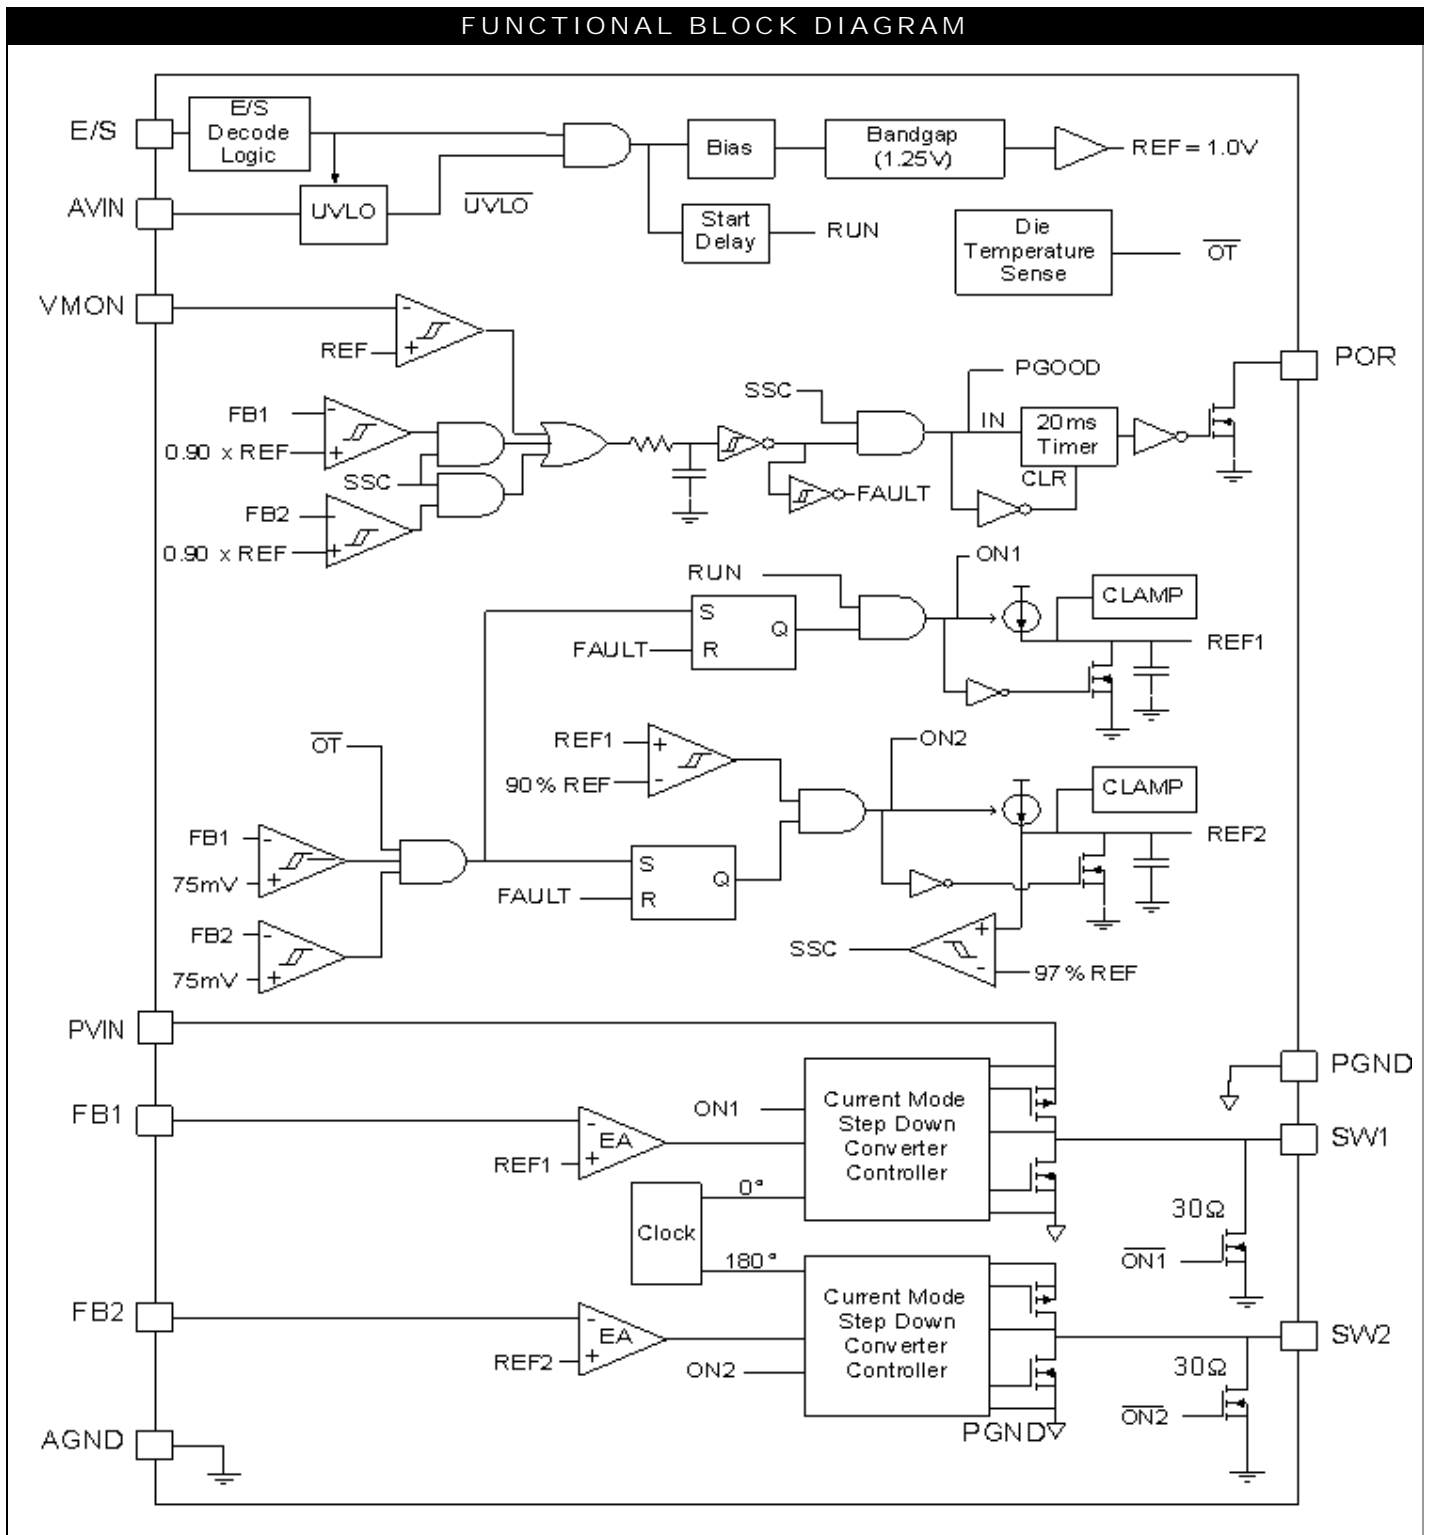 FUNCTIONAL BLOCK DIAGRAM
E/S
E/S
Decode
Logic
Bias
Bandgap
(1.25V)
REF = 1.0V
AVIN
UVLO
UVLO
Start
Delay
RUN
Die
Temperature
Sense
OT
VMON
-
+
REF
POR
PGOOD
SSC
FB1
-
0.90 x REF
+
IN
20ms
Timer
CLR
SSC
FAULT
FB2
-
0.90 x REF
+
ON1
RUN
CLAMP
S
Q
R
FAULT
REF1
OT
REF1
+
90% REF
-
ON2
CLAMP
REF2
FB1
-
75mV
+
S
Q
R
FAULT
FB2
-
75mV
+
SSC
+
-
97% REF
PVIN
PGND
FB1
-
EA
+
REF1
ON1
Current Mode
Step Down
Converter
Controller
SW1
0°
Clock
180°
30Ω
ON1
FB2
-
EA
+
REF2
ON2
Current Mode
Step Down
Converter
Controller
SW2
30Ω
ON2
PGND
AGND